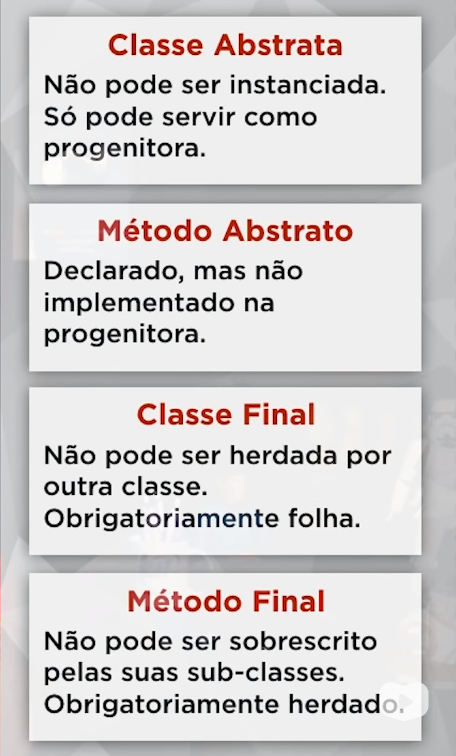 Classe Abstrata
Não pode ser instanciada.
Só pode servir como
progenitora.
Método Abstrato
Declarado, mas não
implementado na
progenitora.
Classe Final
Não pode ser herdada por
outra classe.
Obrigatoriamente folha.
Método Final
Não pode ser sobrescrito
pelas suas sub-classes.
Obrigatoriamente herdado.